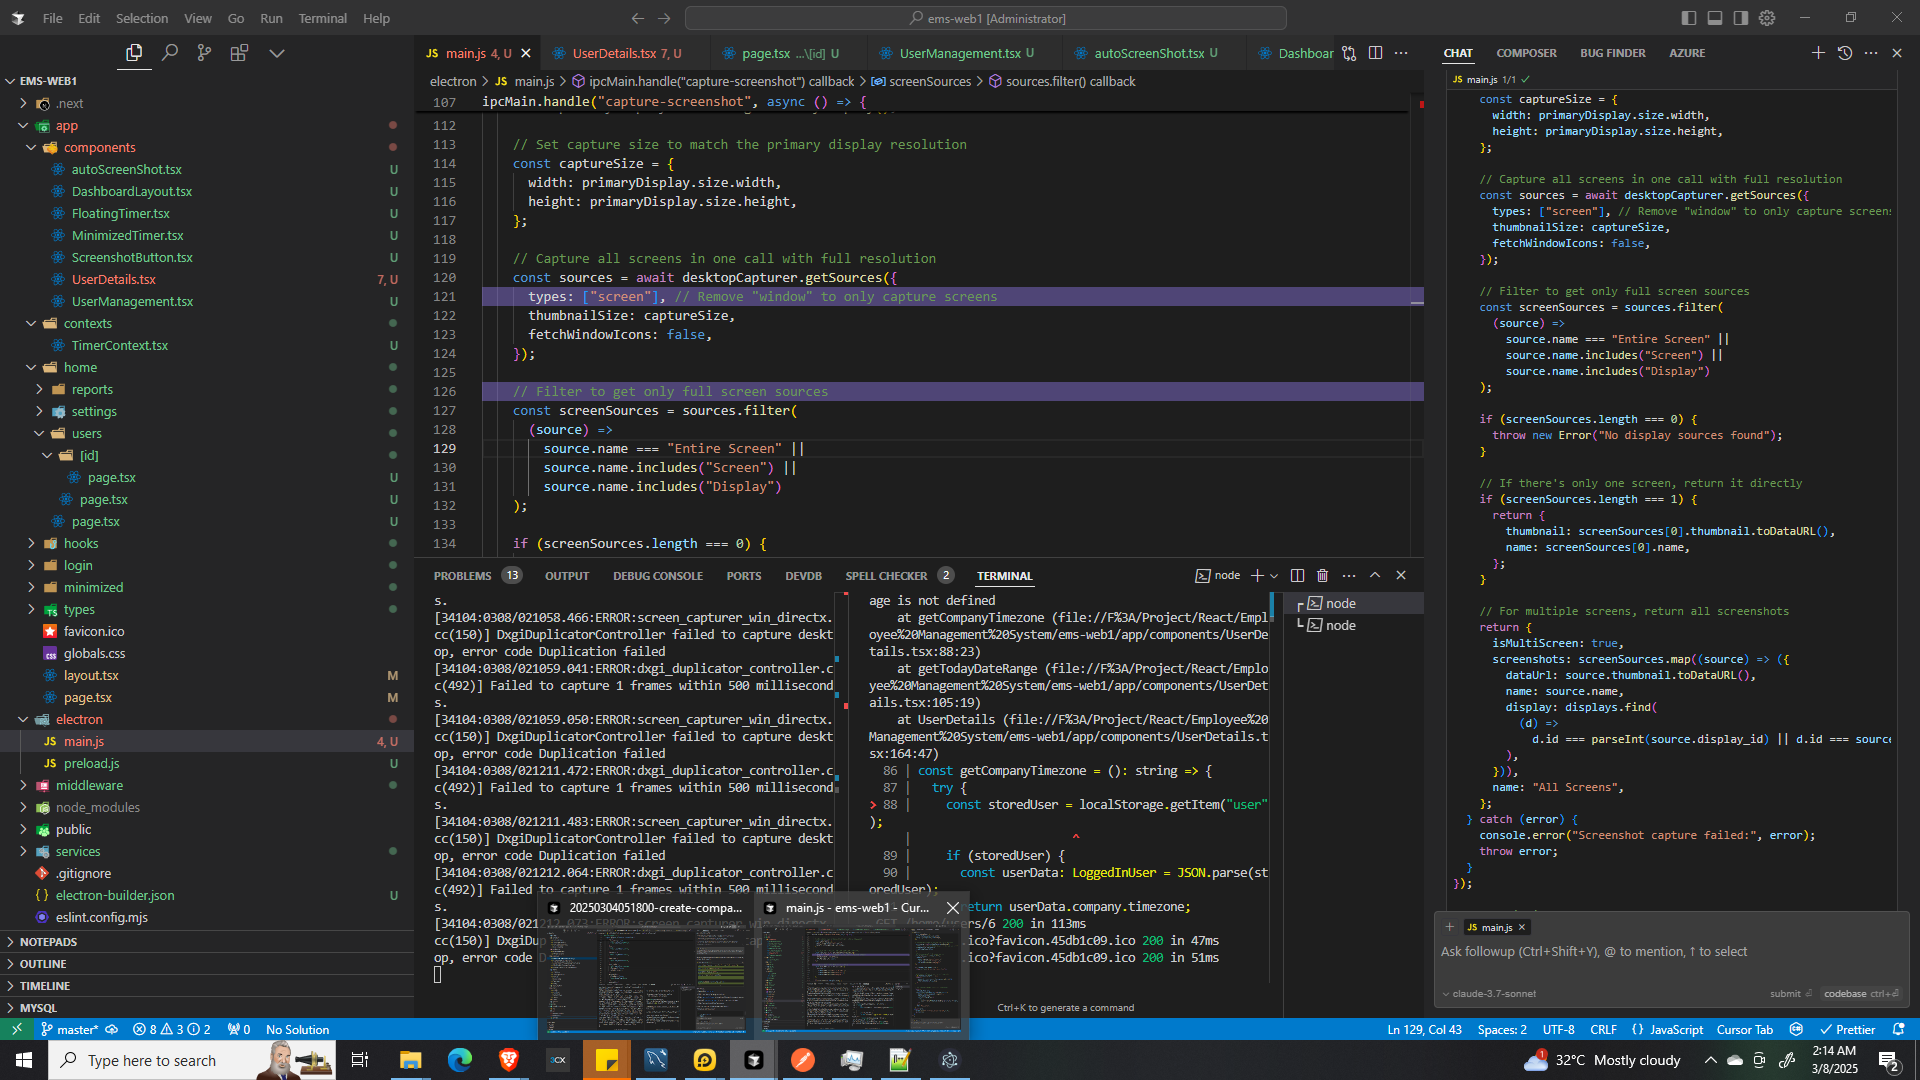 File Edit Selection View Go Run Terminal Help
ems-web1 [Administrator]
EMS-WEB1
.next
app
components
autoScreenShot.tsx U
DashboardLayout.tsx U
FloatingTimer.tsx U
MinimizedTimer.tsx U
ScreenshotButton.tsx U
UserDetails.tsx 7, U
UserManagement.tsx U
contexts
TimerContext.tsx U
home
reports
settings
users
[id]
page.tsx U
page.tsx U
page.tsx U
hooks
login
minimized
types
favicon.ico
globals.css
layout.tsx M
page.tsx M
electron
JS main.js 4, U
JS preload.js U
middleware
node_modules
public
services
.gitignore
electron-builder.json U
eslint.config.mjs
NOTEPADS
OUTLINE
TIMELINE
MYSQL
JS main.js 4, U
UserDetails.tsx 7, U
page.tsx ...\[id] U
UserManagement.tsx U
autoScreenShot.tsx U
Dashboar
electron > JS main.js > ipcMain.handle("capture-screenshot") callback > screenSources > sources.filter() callback
107 ipcMain.handle("capture-screenshot", async () => {
112
113 // Set capture size to match the primary display resolution
114 const captureSize = {
115 width: primaryDisplay.size.width,
116 height: primaryDisplay.size.height,
117 };
118
119 // Capture all screens in one call with full resolution
120 const sources = await desktopCapturer.getSources({
121 types: ["screen"], // Remove "window" to only capture screens
122 thumbnailSize: captureSize,
123 fetchWindowIcons: false,
124 });
125
126 // Filter to get only full screen sources
127 const screenSources = sources.filter(
128 (source) =>
129 source.name === "Entire Screen" ||
130 source.name.includes("Screen") ||
131 source.name.includes("Display")
132 );
133
134 if (screenSources.length === 0) {
PROBLEMS 13 OUTPUT DEBUG CONSOLE PORTS DEVDB SPELL CHECKER 2 TERMINAL
node
s.
[34104:0308/021058.466:ERROR:screen_capturer_win_directx.
cc(150)] DxgiDuplicatorController failed to capture deskt
op, error code Duplication failed
[34104:0308/021059.041:ERROR:dxgi_duplicator_controller.c
c(492)] Failed to capture 1 frames within 500 millisecond
s.
[34104:0308/021059.050:ERROR:screen_capturer_win_directx.
cc(150)] DxgiDuplicatorController failed to capture deskt
op, error code Duplication failed
[34104:0308/021211.472:ERROR:dxgi_duplicator_controller.c
c(492)] Failed to capture 1 frames within 500 millisecond
s.
[34104:0308/021211.483:ERROR:screen_capturer_win_directx.
cc(150)] DxgiDuplicatorController failed to capture deskt
op, error code Duplication failed
[34104:0308/021212.064:ERROR:dxgi_duplicator_controller.c
c(492)] Failed to capture 1 frames within 500 millisecond
s.
cc(150)] DxgiDup
op, error code
age is not defined
at getCompanyTimezone (file://F%3A/Project/React/Empl
oyee%20Management%20System/ems-web1/app/components/UserDe
tails.tsx:88:23)
at getTodayDateRange (file://F%3A/Project/React/Emplo
yee%20Management%20System/ems-web1/app/components/UserDet
ails.tsx:105:19)
at UserDetails (file://F%3A/Project/React/Employee%20
Management%20System/ems-web1/app/components/UserDetails.t
sx:164:47)
86 | const getCompanyTimezone = (): string => {
87 | try {
> 88 | const storedUser = localStorage.getItem("user"
);
| ^
89 | if (storedUser) {
90 | const userData: LoggedInUser = JSON.parse(st
oredUser);
return userData.company.timezone;
GET /home/users/6 200 in 113ms
.ico?favicon.45db1c09.ico 200 in 47ms
.ico?favicon.45db1c09.ico 200 in 51ms
Ctrl+K to generate a command
node
node
20250304051800-create-compa...
main.js - ems-web1 - Cur...
CHAT COMPOSER BUG FINDER AZURE
JS main.js 1/1
const captureSize = {
width: primaryDisplay.size.width,
height: primaryDisplay.size.height,
};
// Capture all screens in one call with full resolution
const sources = await desktopCapturer.getSources({
types: ["screen"], // Remove "window" to only capture screens
thumbnailSize: captureSize,
fetchWindowIcons: false,
});
// Filter to get only full screen sources
const screenSources = sources.filter(
(source) =>
source.name === "Entire Screen" ||
source.name.includes("Screen") ||
source.name.includes("Display")
);
if (screenSources.length === 0) {
throw new Error("No display sources found");
}
// If there's only one screen, return it directly
if (screenSources.length === 1) {
return {
thumbnail: screenSources[0].thumbnail.toDataURL(),
name: screenSources[0].name,
};
}
// For multiple screens, return all screenshots
return {
isMultiScreen: true,
screenshots: screenSources.map((source) => ({
dataUrl: source.thumbnail.toDataURL(),
name: source.name,
display: displays.find(
(d) =>
d.id === parseInt(source.display_id) || d.id === source
),
})),
name: "All Screens",
};
} catch (error) {
console.error("Screenshot capture failed:", error);
throw error;
}
});
JS main.js
Ask followup (Ctrl+Shift+Y), @ to mention, ↑ to select
claude-3.7-sonnet submit codebase ctrl+⏎
master* 8 3 2 0 No Solution
Ln 129, Col 43 Spaces: 2 UTF-8 CRLF {} JavaScript Cursor Tab Prettier
Type here to search
32°C Mostly cloudy
2:14 AM
3/8/2025